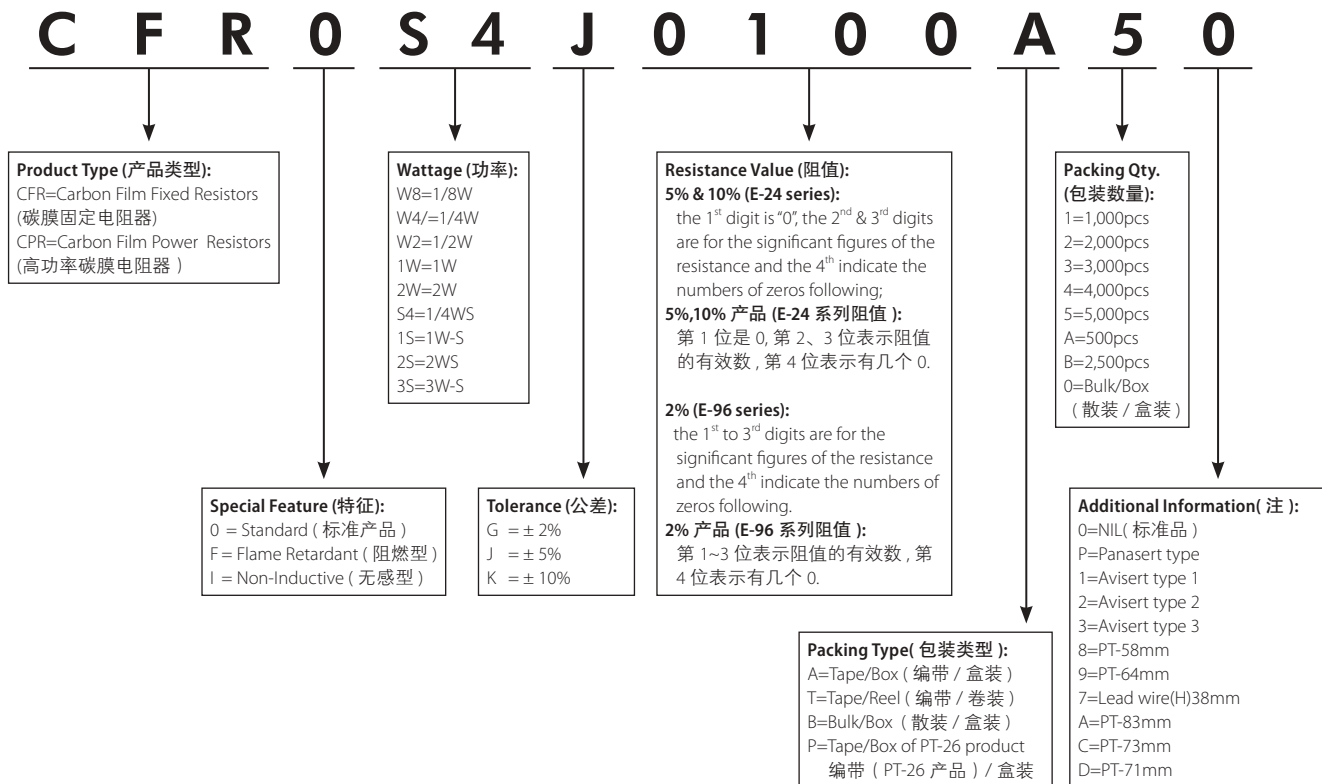 CFR0S4J0100A50
Product Type (产品类型):
CFR=Carbon Film Fixed Resistors
(碳膜固定电阻器)
CPR=Carbon Film Power Resistors
(高功率碳膜电阻器 )
Wattage (功率):
W8=1/8W
W4/=1/4W
W2=1/2W
1W=1W
2W=2W
S4=1/4WS
1S=1W-S
2S=2WS
3S=3W-S
Resistance Value (阻值):
5% & 10% (E-24 series):
the 1st digit is “0”, the 2nd & 3rd digits
are for the significant figures of the
resistance and the 4th indicate the
numbers of zeros following;
5%,10% 产品 (E-24 系列阻值 ):
第 1 位是 0, 第 2、3 位表示阻值
的有效数 , 第 4 位表示有几个 0.
2% (E-96 series):
the 1st to 3rd digits are for the
significant figures of the resistance
and the 4th indicate the numbers of
zeros following.
2% 产品 (E-96 系列阻值 ):
第 1~3 位表示阻值的有效数 , 第
4 位表示有几个 0.
Packing Qty.
(包装数量):
1=1,000pcs
2=2,000pcs
3=3,000pcs
4=4,000pcs
5=5,000pcs
A=500pcs
B=2,500pcs
0=Bulk/Box
( 散装 / 盒装 )
Special Feature (特征):
0 = Standard ( 标准产品 )
F = Flame Retardant ( 阻燃型 )
I = Non-Inductive ( 无感型 )
Tolerance (公差):
G = ± 2%
J = ± 5%
K = ± 10%
Packing Type( 包装类型 ):
A=Tape/Box ( 编带 / 盒装 )
T=Tape/Reel ( 编带 / 卷装 )
B=Bulk/Box ( 散装 / 盒装 )
P=Tape/Box of PT-26 product
编带 ( PT-26 产品 ) / 盒装
Additional Information( 注 ):
0=NIL( 标准品 )
P=Panasert type
1=Avisert type 1
2=Avisert type 2
3=Avisert type 3
8=PT-58mm
9=PT-64mm
7=Lead wire(H)38mm
A=PT-83mm
C=PT-73mm
D=PT-71mm